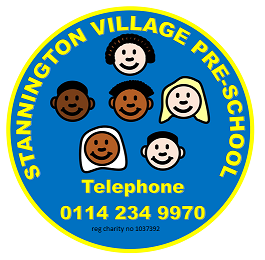 STANNINGTON VILLAGE PRE-SCHOOL
Telephone
0114 234 9970
reg charity no 1037392